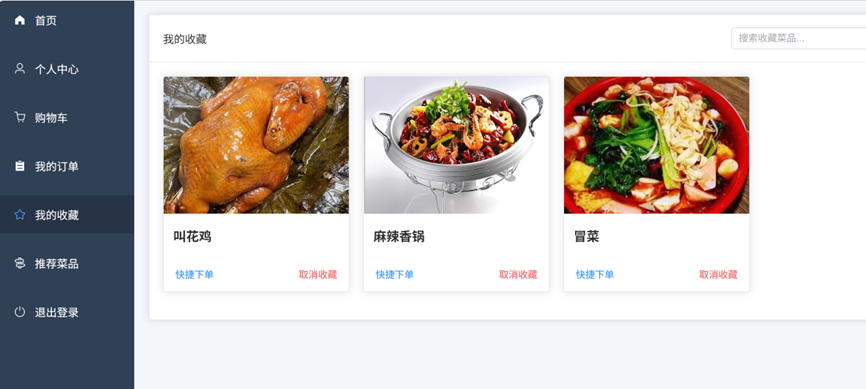 首页
个人中心
购物车
我的订单
我的收藏
推荐菜品
退出登录
我的收藏
搜索收藏菜品...
叫花鸡
快捷下单
取消收藏
麻辣香锅
快捷下单
取消收藏
冒菜
快捷下单
取消收藏